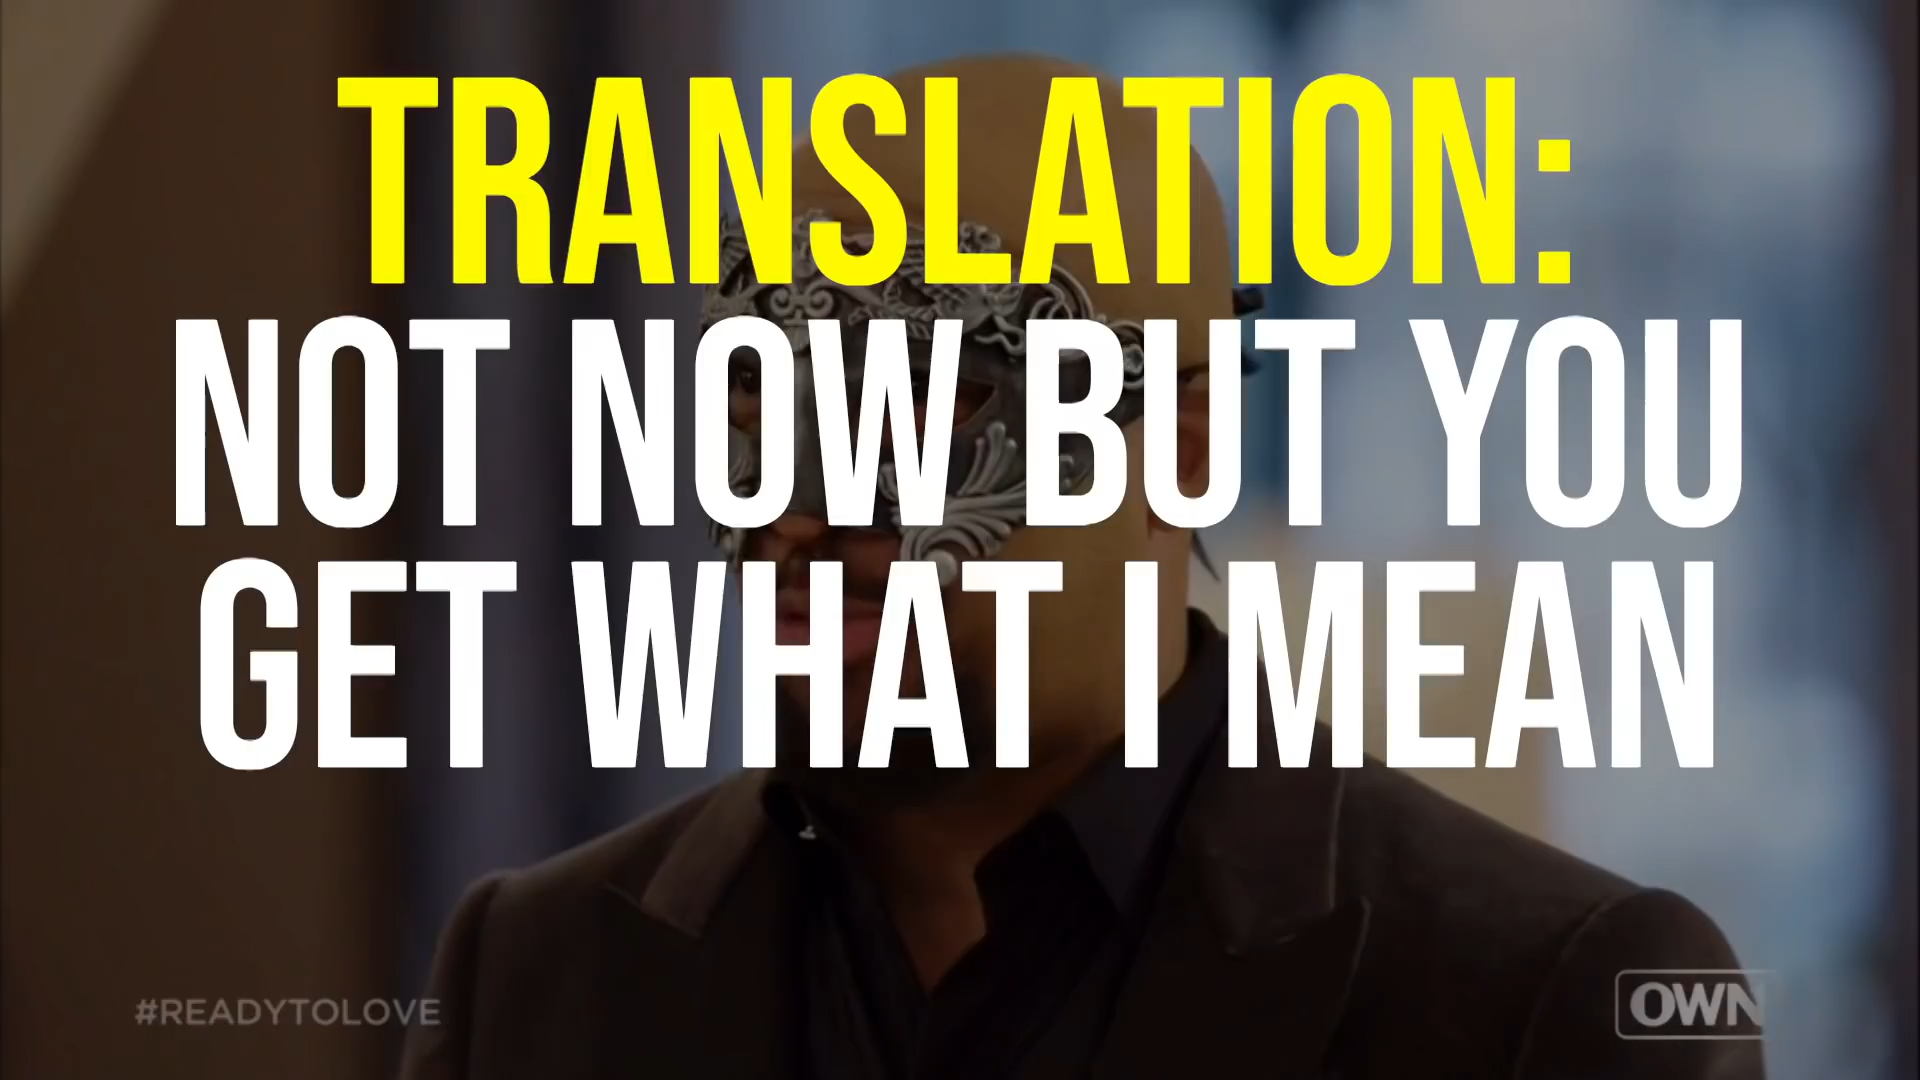 TRANSLATION:
NOT NOW BUT YOU
GET WHAT I MEAN
#READYTOLOVE
OWN